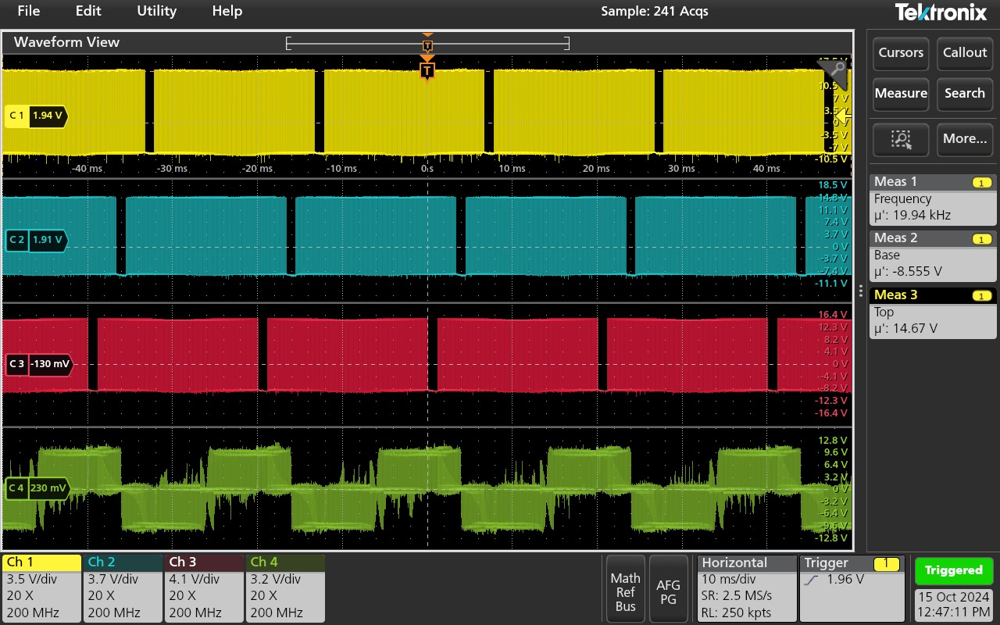 File Edit Utility Help Sample: 241 Acqs Tektronix
Waveform View
T
T
Cursors Callout
Measure Search
More...
10.5
7 V
3.5 V
0 V
-3.5 V
-7 V
-10.5 V
C 1 1.94 V
-40 ms -30 ms -20 ms -10 ms 0s 10 ms 20 ms 30 ms 40 ms
18.5 V
14.8 V
11.1 V
7.4 V
3.7 V
0 V
-3.7 V
-7.4 V
-11.1 V
C 2 1.91 V
16.4 V
12.3 V
8.2 V
4.1 V
0 V
-4.1 V
-8.2 V
-12.3 V
-16.4 V
C 3 -130 mV
12.8 V
9.6 V
6.4 V
3.2 V
0 V
-3.2 V
-6.4 V
-9.6 V
-12.8 V
C 4 230 mV
Meas 1 1
Frequency
µ': 19.94 kHz
Meas 2 1
Base
µ': -8.555 V
Meas 3 1
Top
µ': 14.67 V
Ch 1
3.5 V/div
20 X
200 MHz
Ch 2
3.7 V/div
20 X
200 MHz
Ch 3
4.1 V/div
20 X
200 MHz
Ch 4
3.2 V/div
20 X
200 MHz
Math
Ref
Bus
AFG
PG
Horizontal
10 ms/div
SR: 2.5 MS/s
RL: 250 kpts
Trigger 1
1.96 V
Triggered
15 Oct 2024
12:47:11 PM